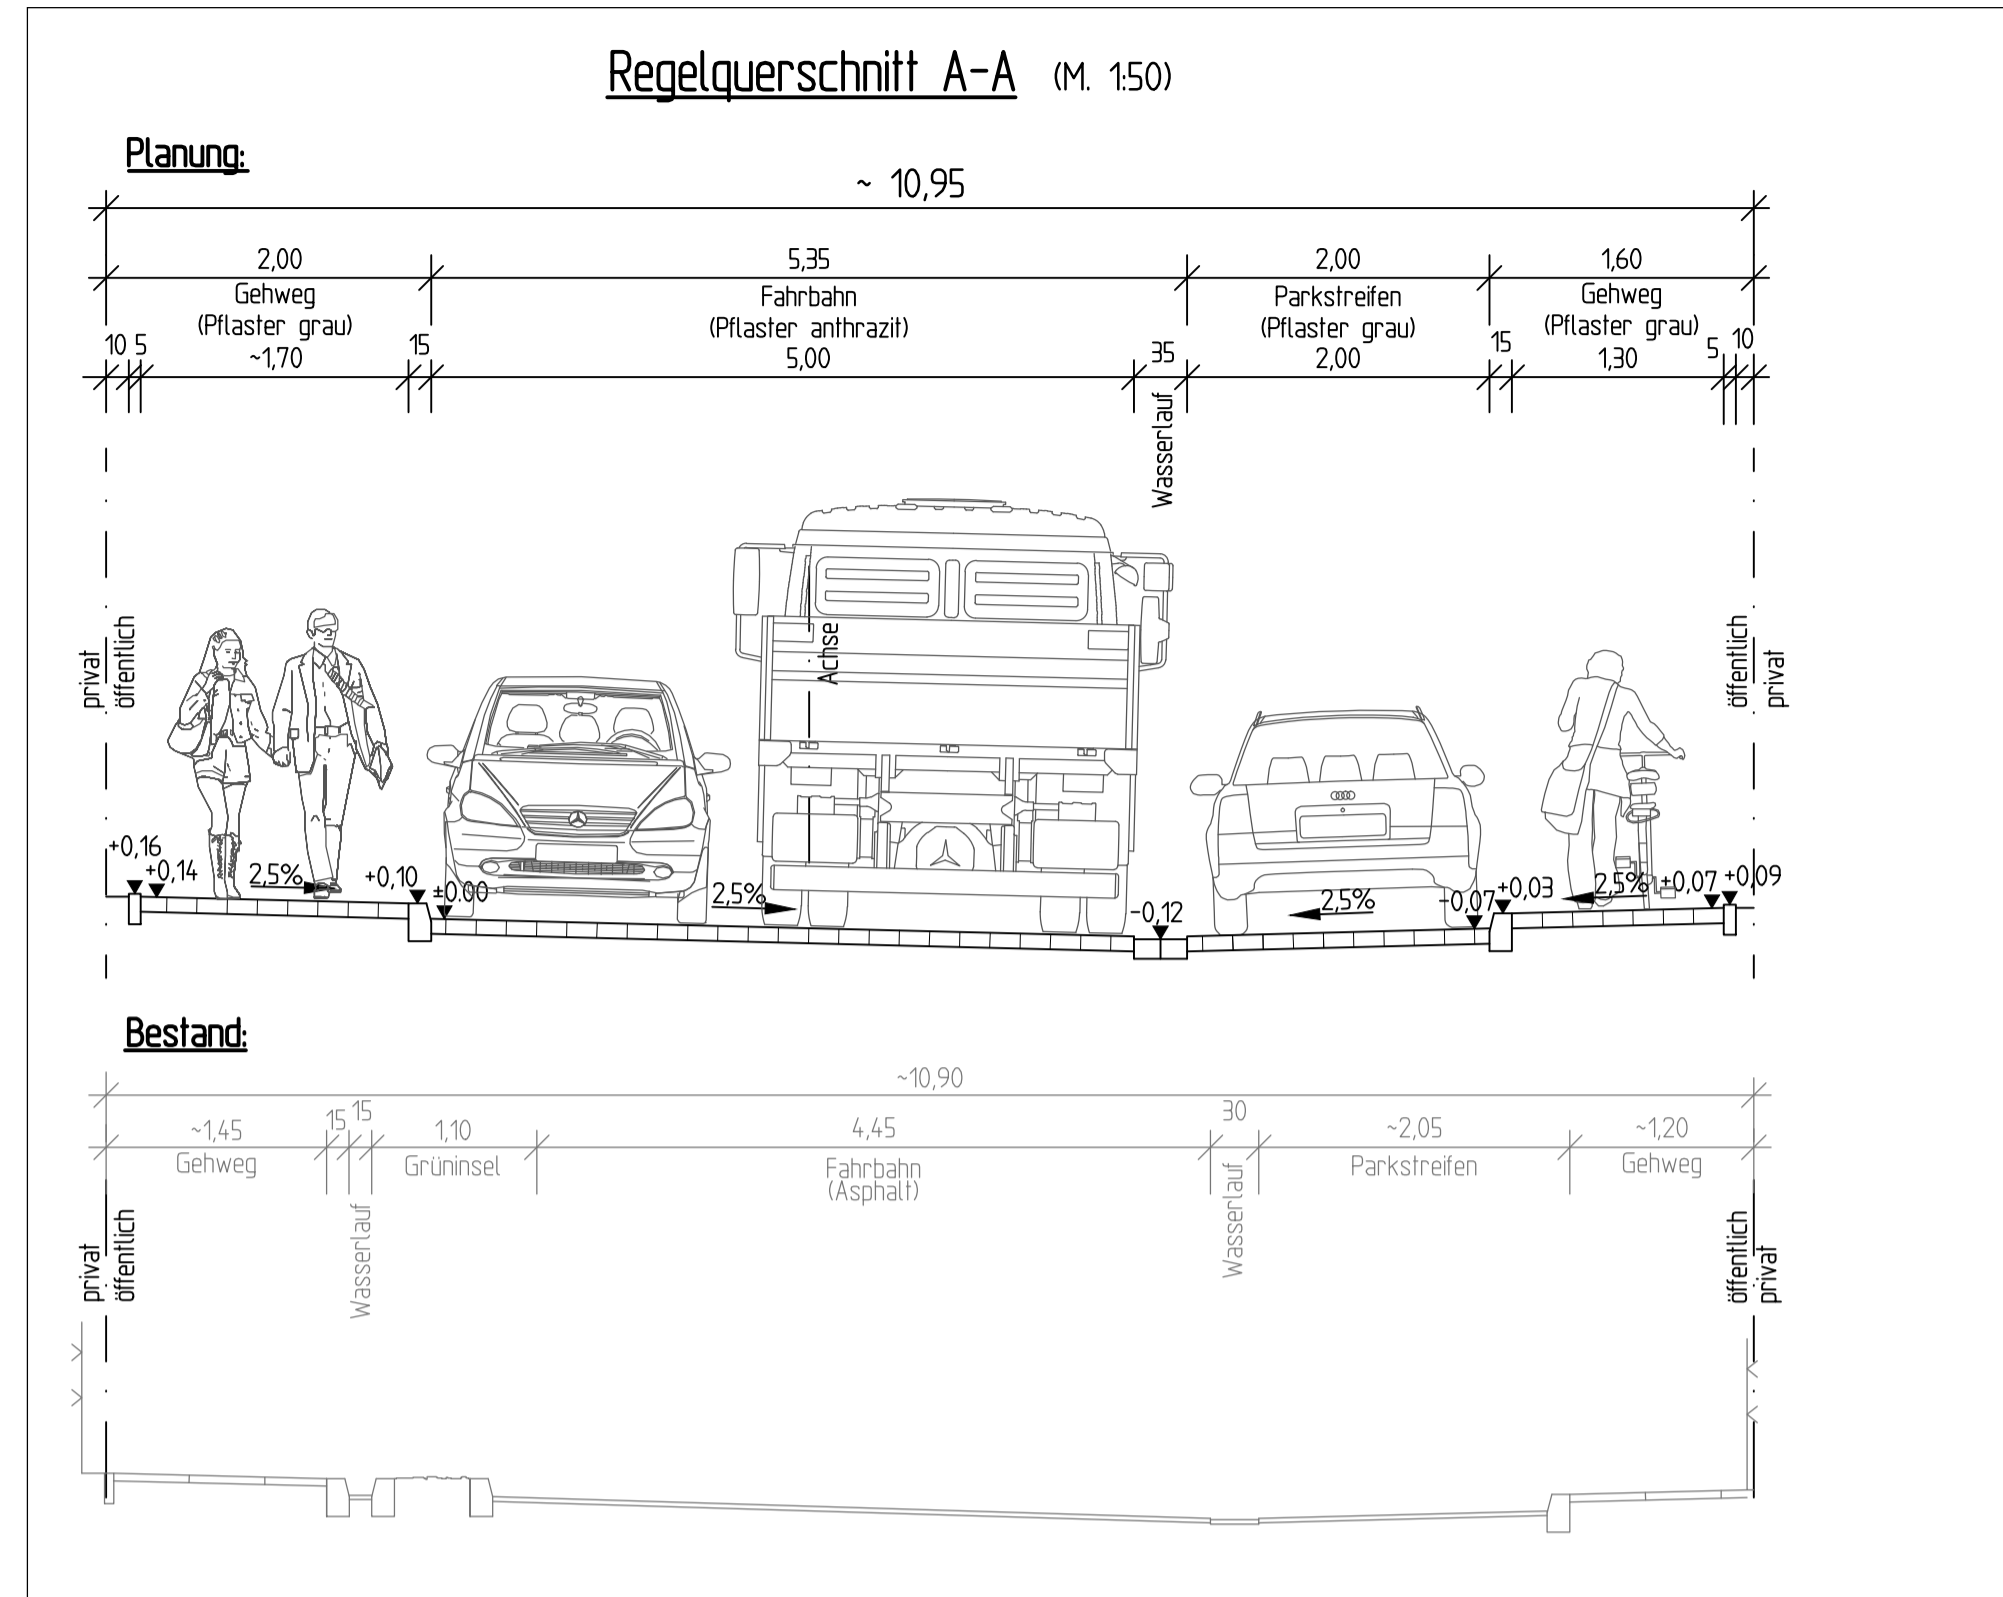 Regelquerschnitt A-A (M. 1:50)
Planung:
~ 10,95
2,00 5,35 2,00 1,60
Gehweg Fahrbahn Parkstreifen Gehweg
(Pflaster grau) (Pflaster anthrazit) (Pflaster grau) (Pflaster grau)
10 5 ~1,70 15 5,00 35 2,00 15 1,30 5 10
Wasserlauf
privat
öffentlich
Achse
öffentlich
privat
+0,16 +0,14 2,5% +0,10 ±0.00 2,5% -0,12 2,5% -0,07 +0,03 2,5% +0,07 +0,09
Bestand:
~10,90
~1,45 15 15 1,10 4,45 30 ~2,05 ~1,20
Gehweg Grüninsel Fahrbahn Parkstreifen Gehweg
(Asphalt)
Wasserlauf
Wasserlauf
privat
öffentlich
öffentlich
privat